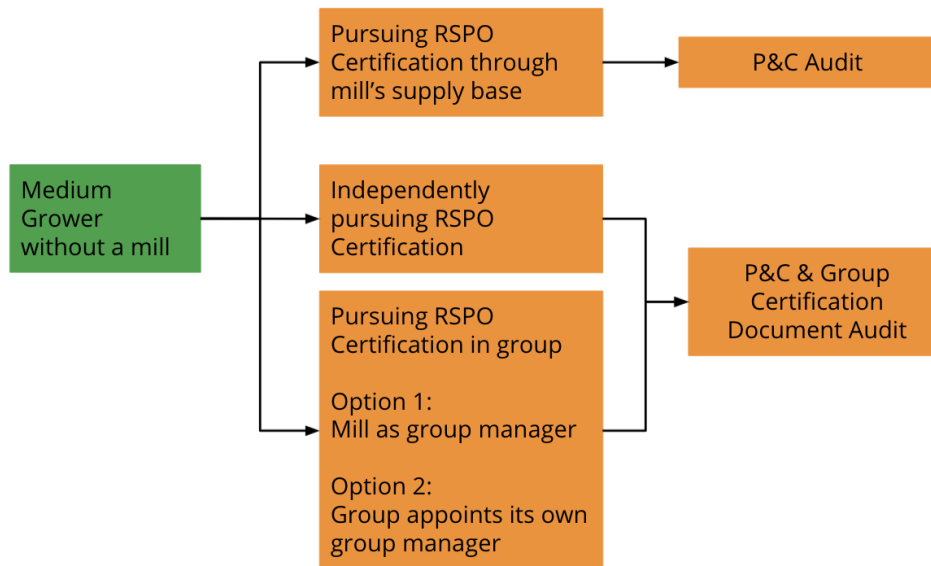 Pursuing RSPO
Certification through
mill’s supply base
P&C Audit
Medium
Grower
without a mill
Independently
pursuing RSPO
Certification
P&C & Group
Certification
Document Audit
Pursuing RSPO
Certification in group
Option 1:
Mill as group manager
Option 2:
Group appoints its own
group manager